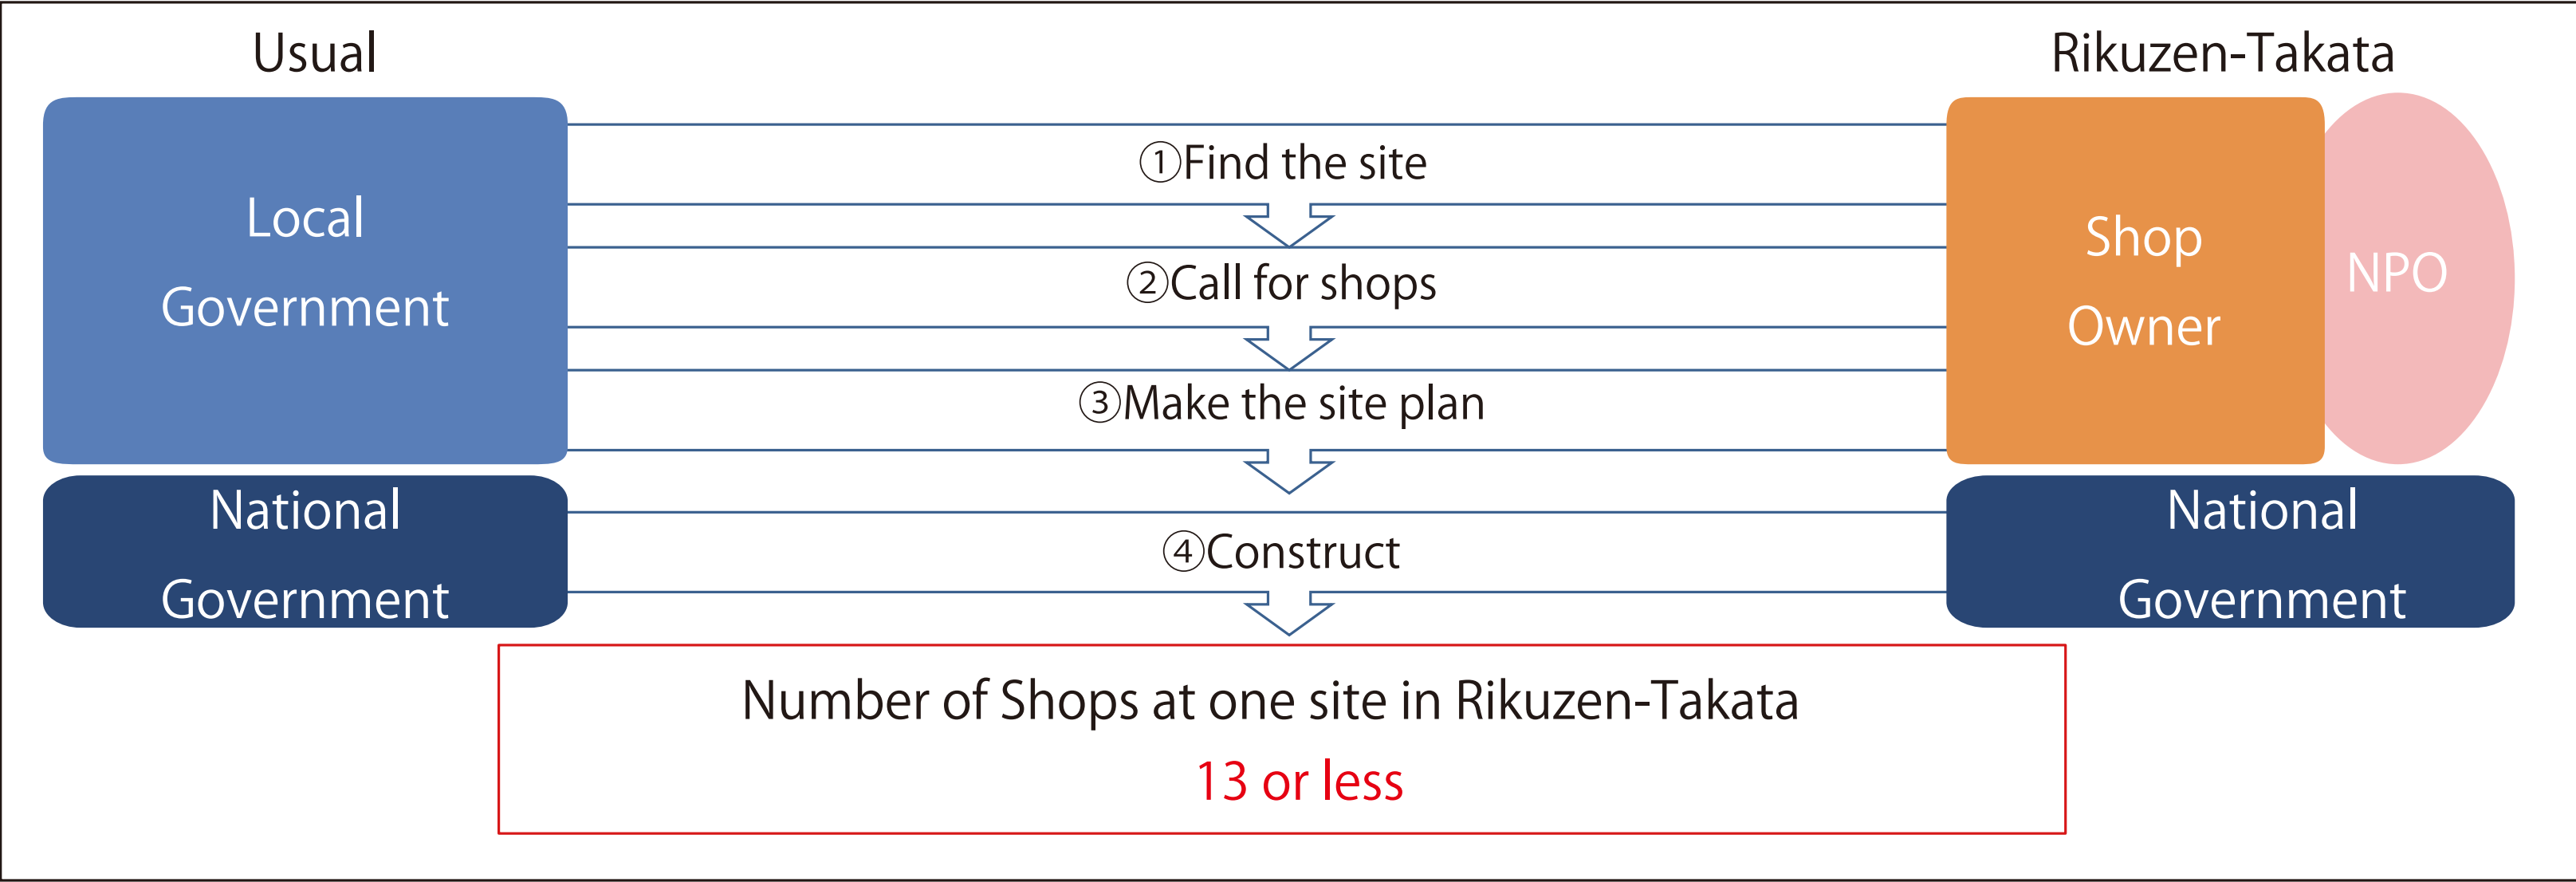 Usual
Rikuzen-Takata
Local
Government
①Find the site
②Call for shops
③Make the site plan
Shop
Owner
NPO
National
Government
④Construct
National
Government
Number of Shops at one site in Rikuzen-Takata
13 or less